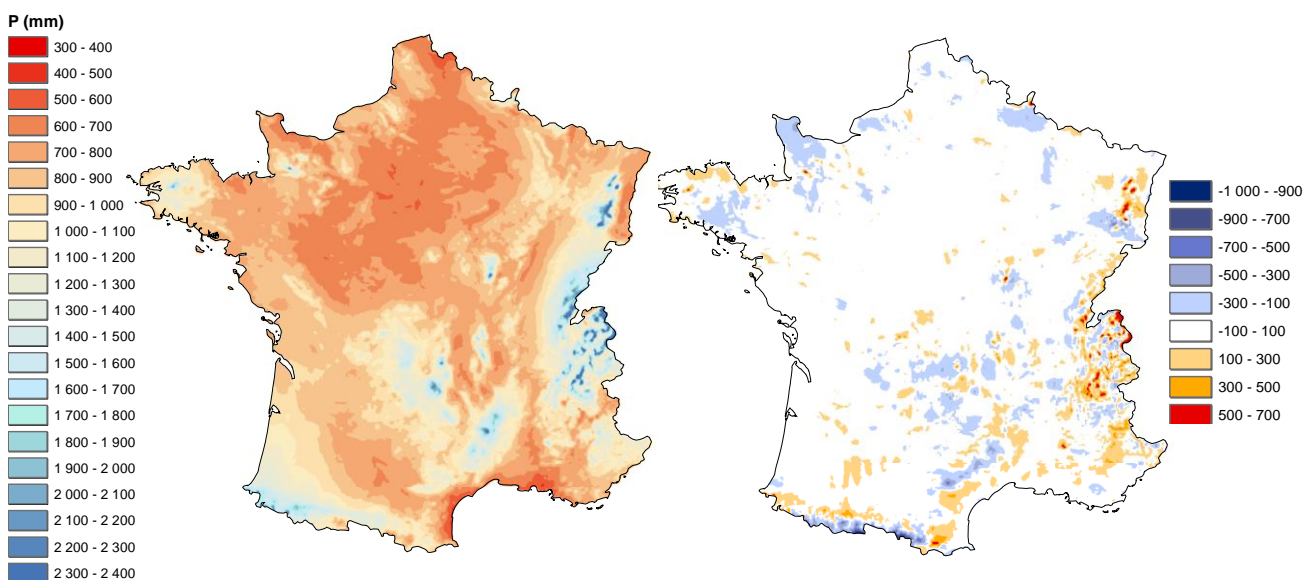 P (mm)
300 - 400
400 - 500
500 - 600
600 - 700
700 - 800
800 - 900
900 - 1 000
1 000 - 1 100
1 100 - 1 200
1 200 - 1 300
1 300 - 1 400
1 400 - 1 500
1 500 - 1 600
1 600 - 1 700
1 700 - 1 800
1 800 - 1 900
1 900 - 2 000
2 000 - 2 100
2 100 - 2 200
2 200 - 2 300
2 300 - 2 400
-1 000 - -900
-900 - -700
-700 - -500
-500 - -300
-300 - -100
-100 - 100
100 - 300
300 - 500
500 - 700